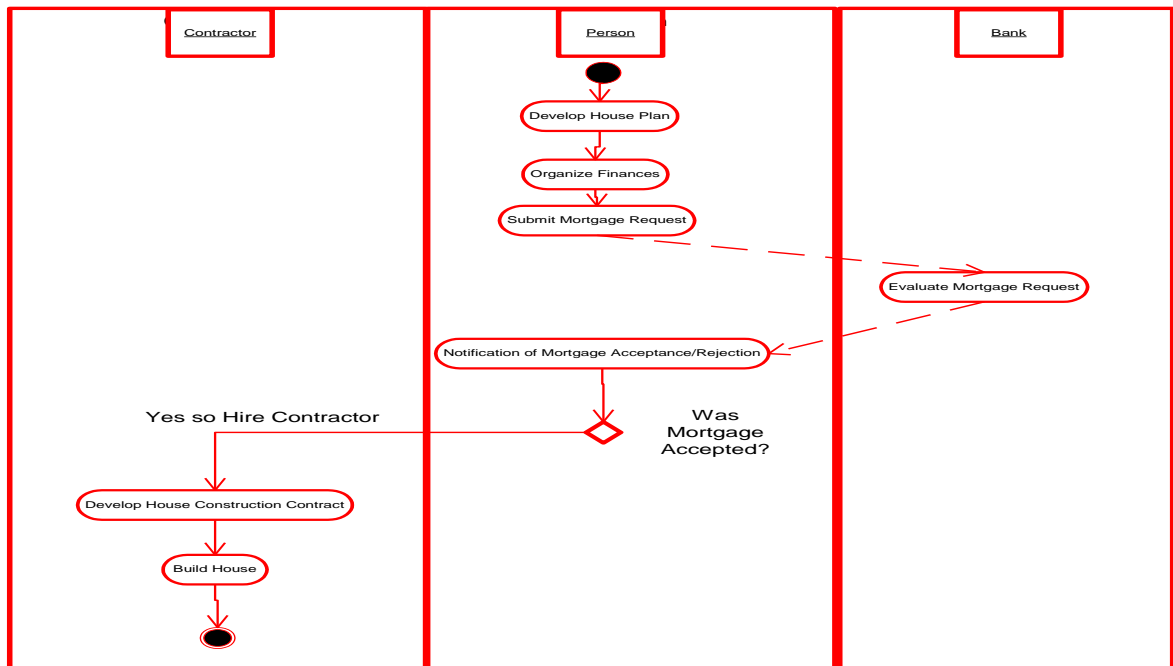 Contractor
Person
Bank
Develop House Plan
Organize Finances
Submit Mortgage Request
Evaluate Mortgage Request
Notification of Mortgage Acceptance/Rejection
Yes so Hire Contractor
Was
Mortgage
Accepted?
Develop House Construction Contract
Build House